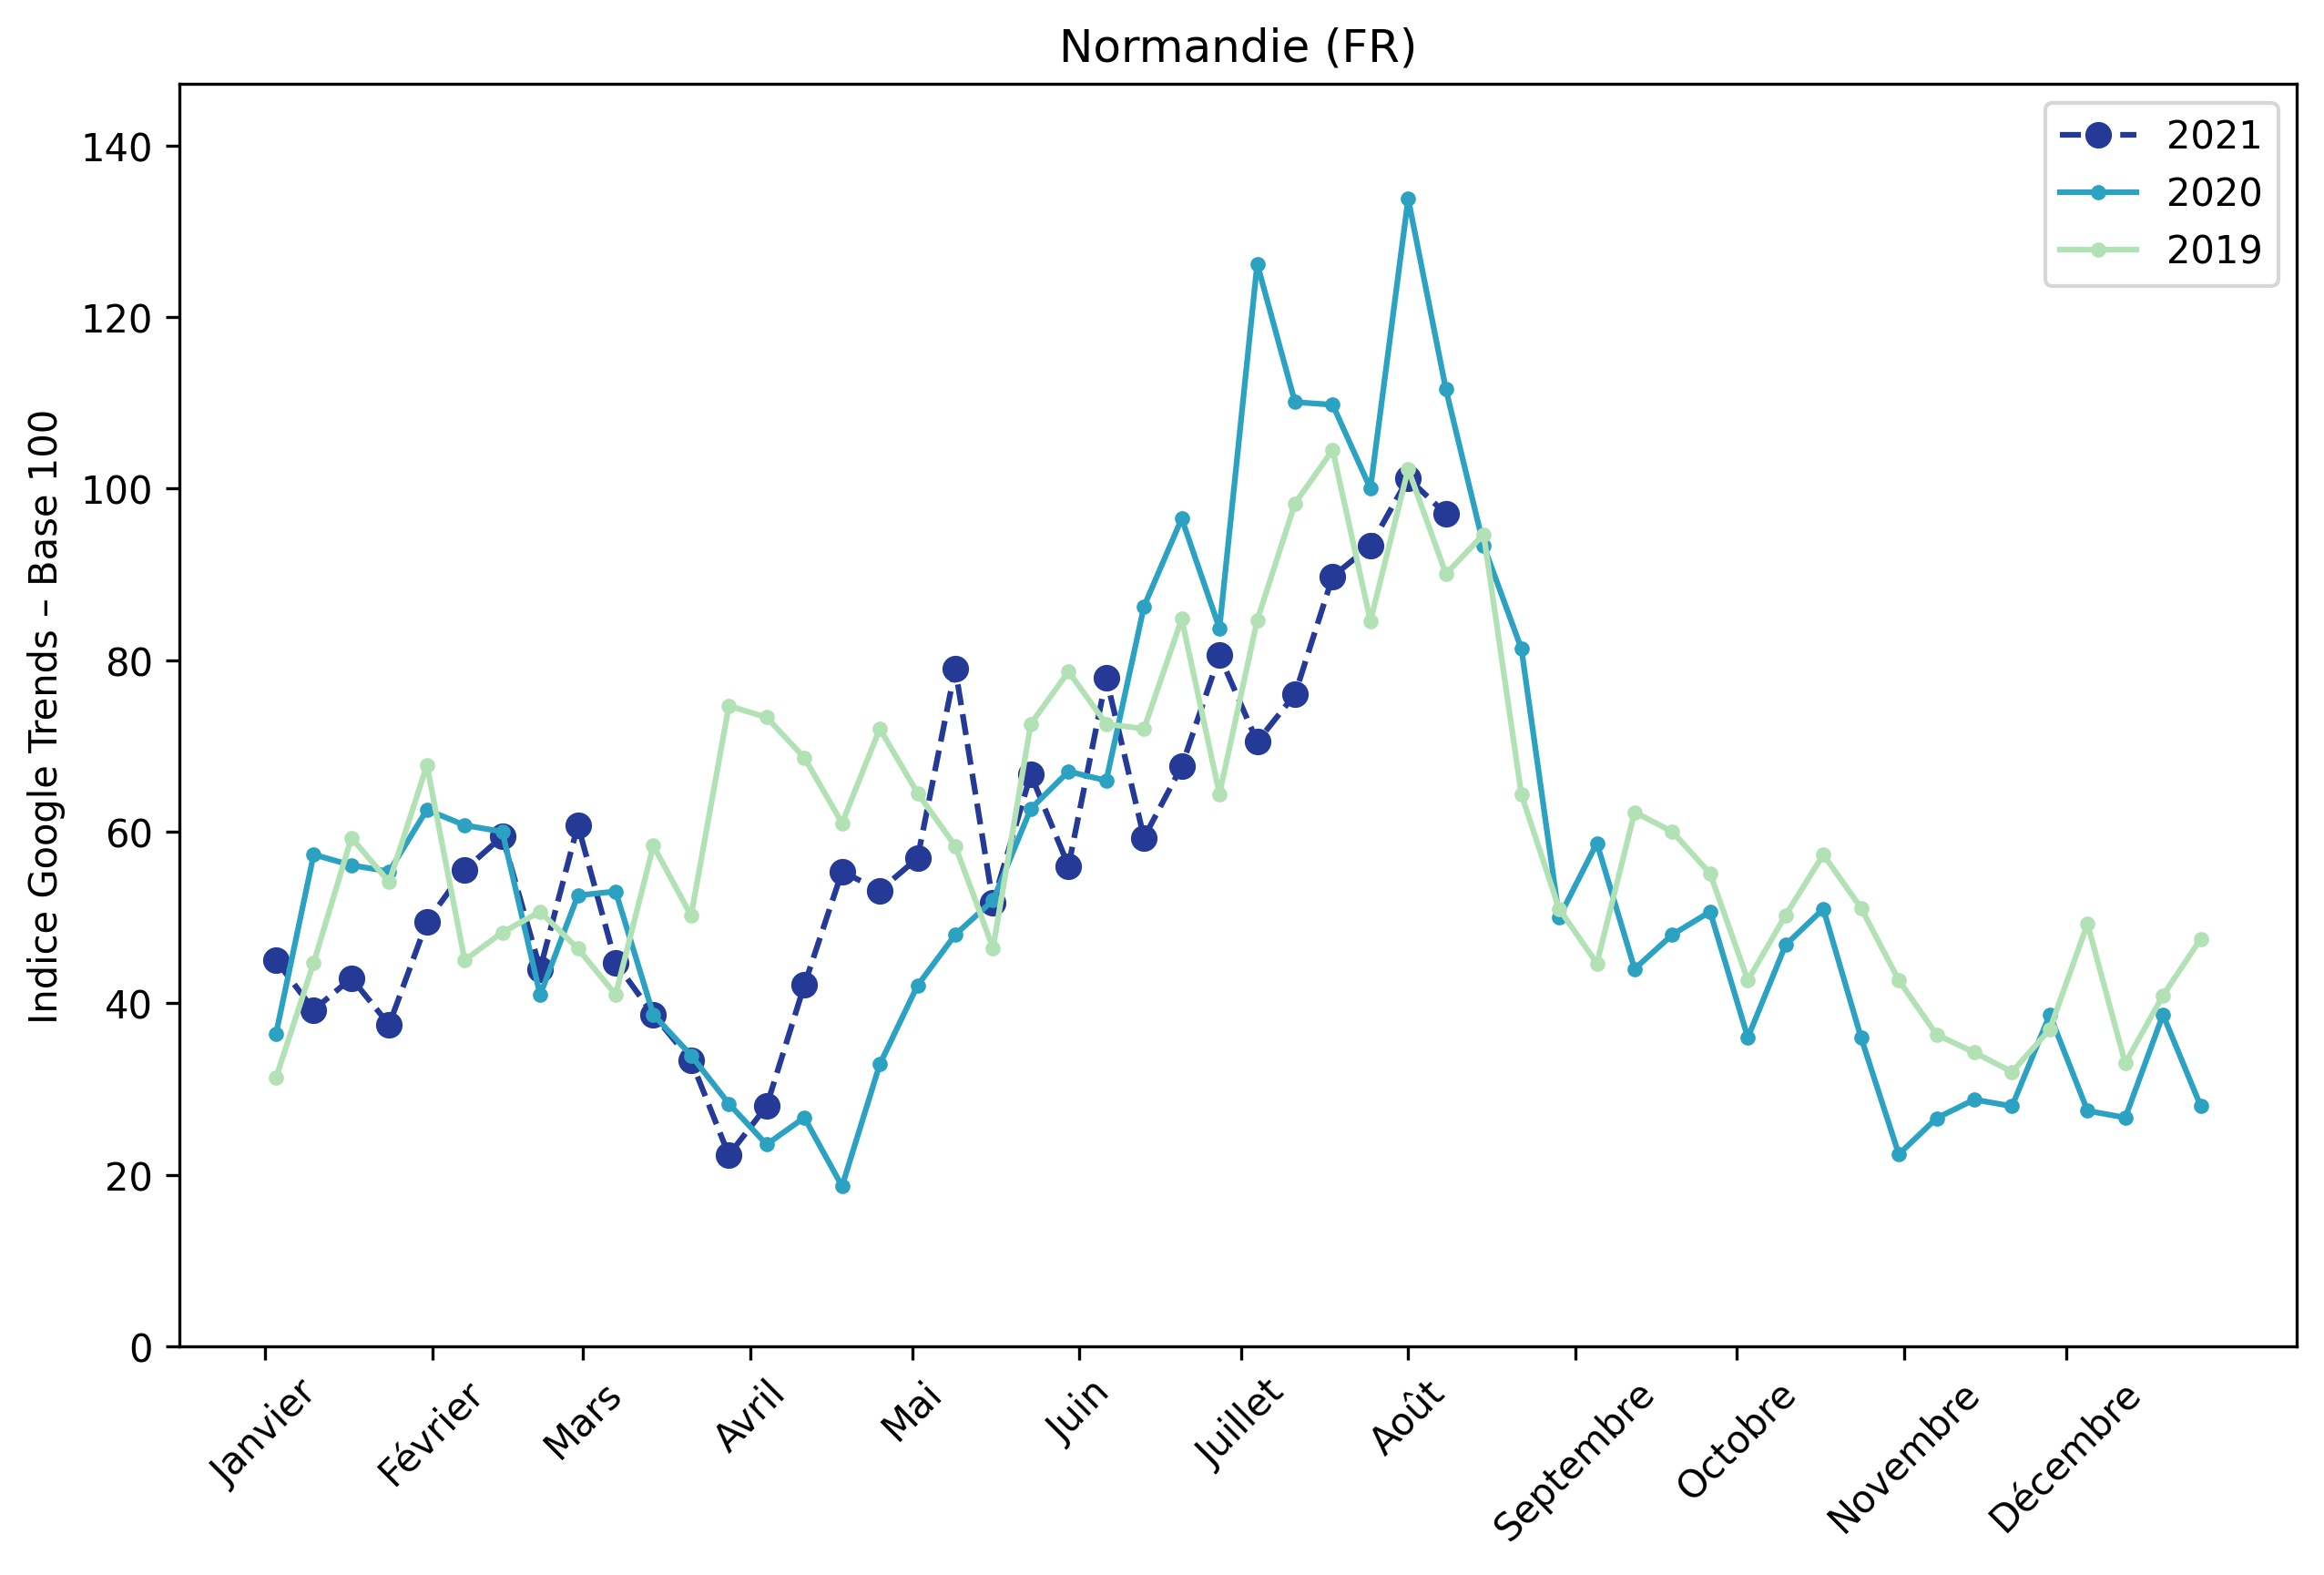 Normandie (FR)
Indice Google Trends – Base 100
140
120
100
80
60
40
20
0
2021
2020
2019
Janvier
Février
Mars
Avril
Mai
Juin
Juillet
Août
Septembre
Octobre
Novembre
Décembre